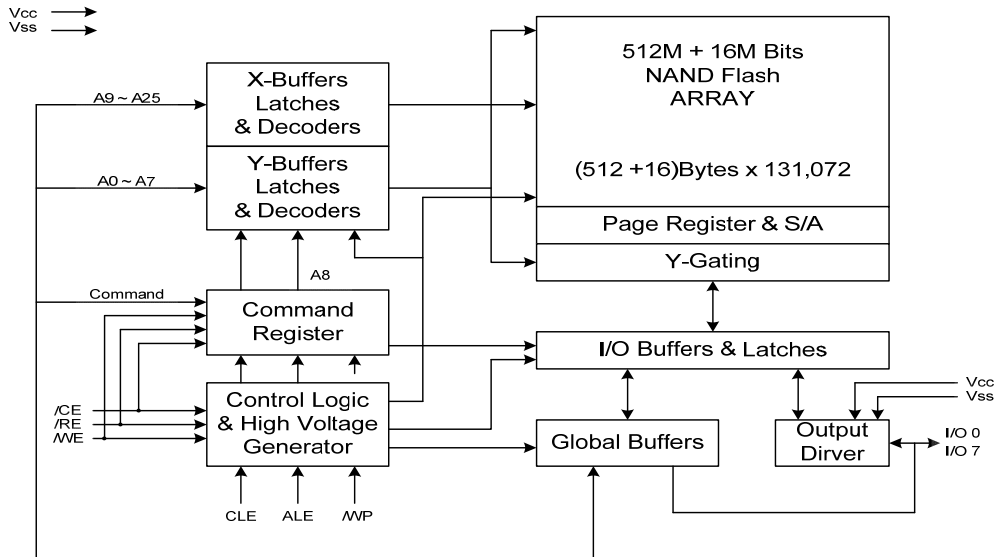 Vcc
Vss
512M + 16M Bits
NAND Flash
ARRAY
(512 +16)Bytes x 131,072
Page Register & S/A
Y-Gating
X-Buffers
Latches
& Decoders
Y-Buffers
Latches
& Decoders
A9 ~ A25
A0 ~ A7
A8
Command
Command
Register
I/O Buffers & Latches
/CE
/RE
/WE
Control Logic
& High Voltage
Generator
Global Buffers
Output
Dirver
Vcc
Vss
I/O 0
I/O 7
CLE
ALE
/WP